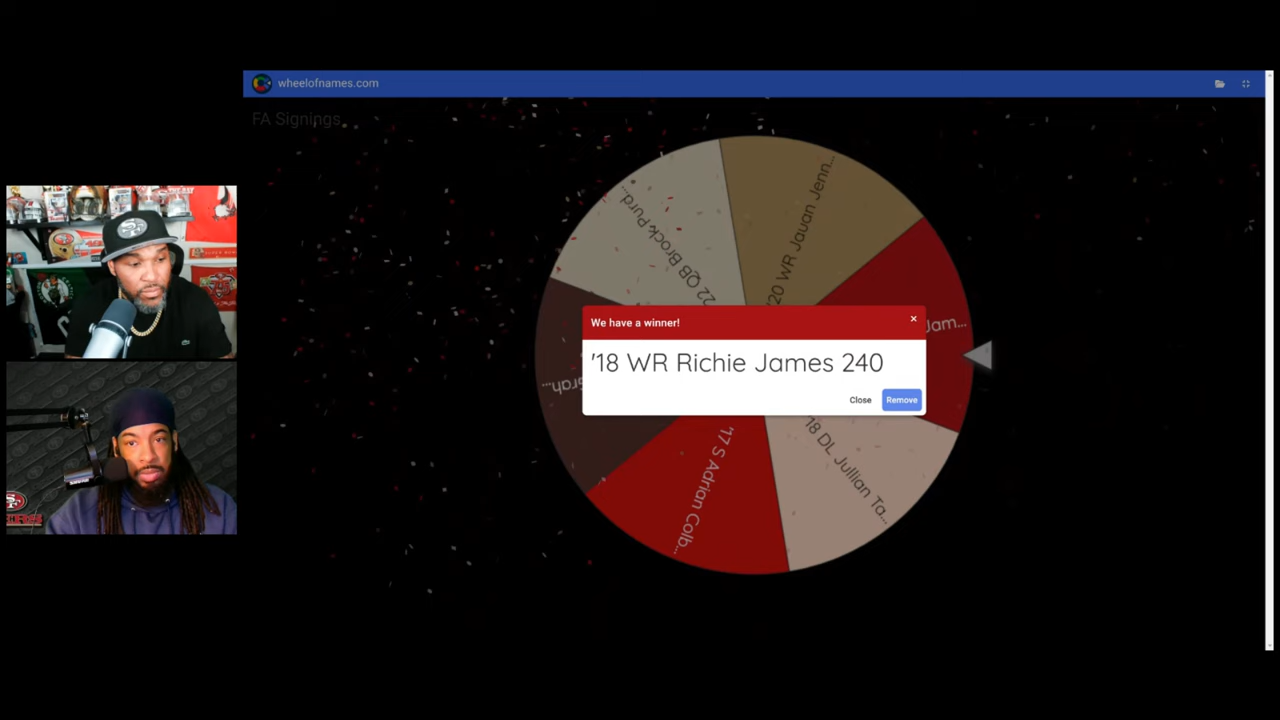 wheelofnames.com
FA Signings
'20 WR Jauan Jenn...
22 QB Brock Purd...
Jam...
We have a winner!
'18 WR Richie James 240
Close
Remove
'18 DL Jullian Ta...
'17 S Adrian Colb...